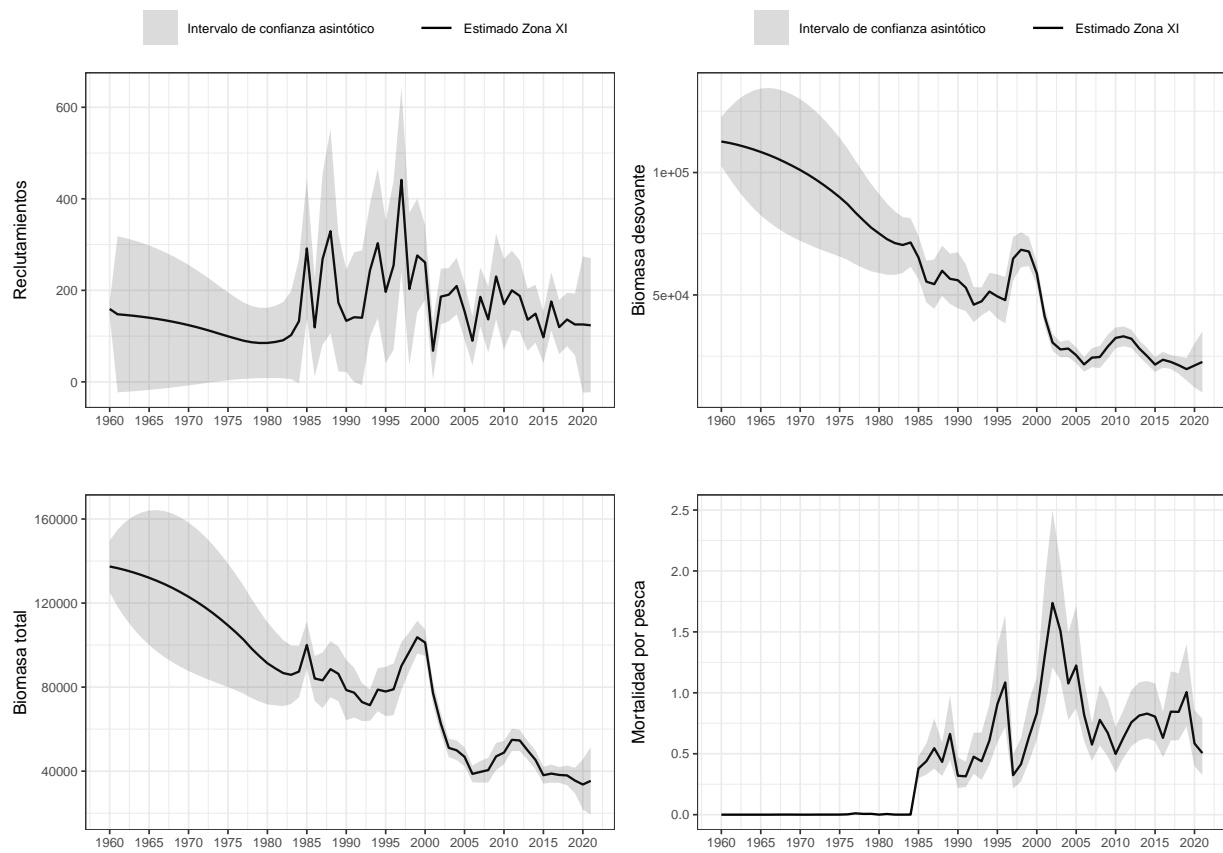 Intervalo de confianza asintótico Estimado Zona XI
Intervalo de confianza asintótico Estimado Zona XI
Reclutamientos
600
400
200
0
1960 1965 1970 1975 1980 1985 1990 1995 2000 2005 2010 2015 2020
Biomasa desovante
1e+05
5e+04
1960 1965 1970 1975 1980 1985 1990 1995 2000 2005 2010 2015 2020
Biomasa total
160000
120000
80000
40000
1960 1965 1970 1975 1980 1985 1990 1995 2000 2005 2010 2015 2020
Mortalidad por pesca
2.5
2.0
1.5
1.0
0.5
0.0
1960 1965 1970 1975 1980 1985 1990 1995 2000 2005 2010 2015 2020